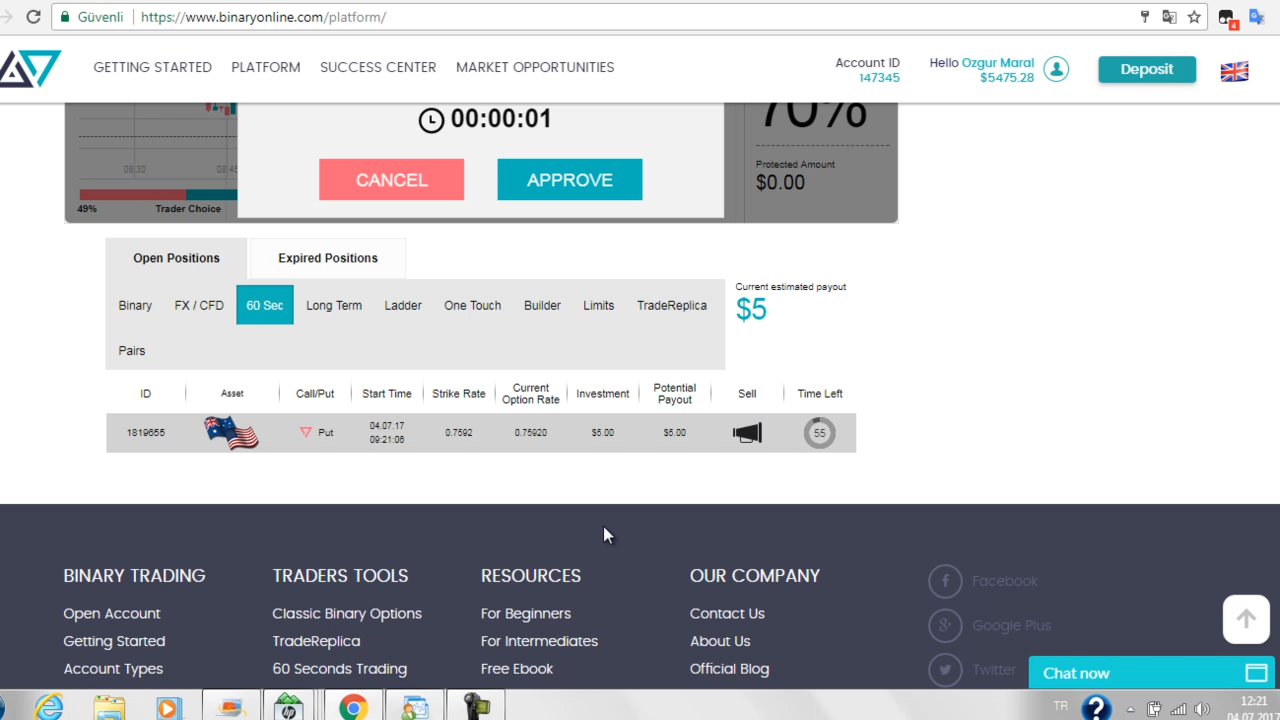 Güvenli
https://www.binaryonline.com/platform/
4
GETTING STARTED PLATFORM SUCCESS CENTER MARKET OPPORTUNITIES
Account ID
147345
Hello Ozgur Maral
$5475.28
Deposit
00:00:01
70%
CANCEL APPROVE
Protected Amount
$0.00
08:30 08:45
49% Trader Choice
Open Positions Expired Positions
Binary FX / CFD 60 Sec Long Term Ladder One Touch Builder Limits TradeReplica
Pairs
Current estimated payout
$5
ID Asset Call/Put Start Time Strike Rate Current Option Rate Investment Potential Payout Sell Time Left
1819655 Put 04.07.17 09:21:06 0.7592 0.75920 $5.00 $5.00 55
BINARY TRADING TRADERS TOOLS RESOURCES OUR COMPANY
Open Account Classic Binary Options For Beginners Contact Us
Getting Started TradeReplica For Intermediates About Us
Account Types 60 Seconds Trading Free Ebook Official Blog
Facebook
Google Plus
Twitter
Chat now
TR
12:21
04.07.2017